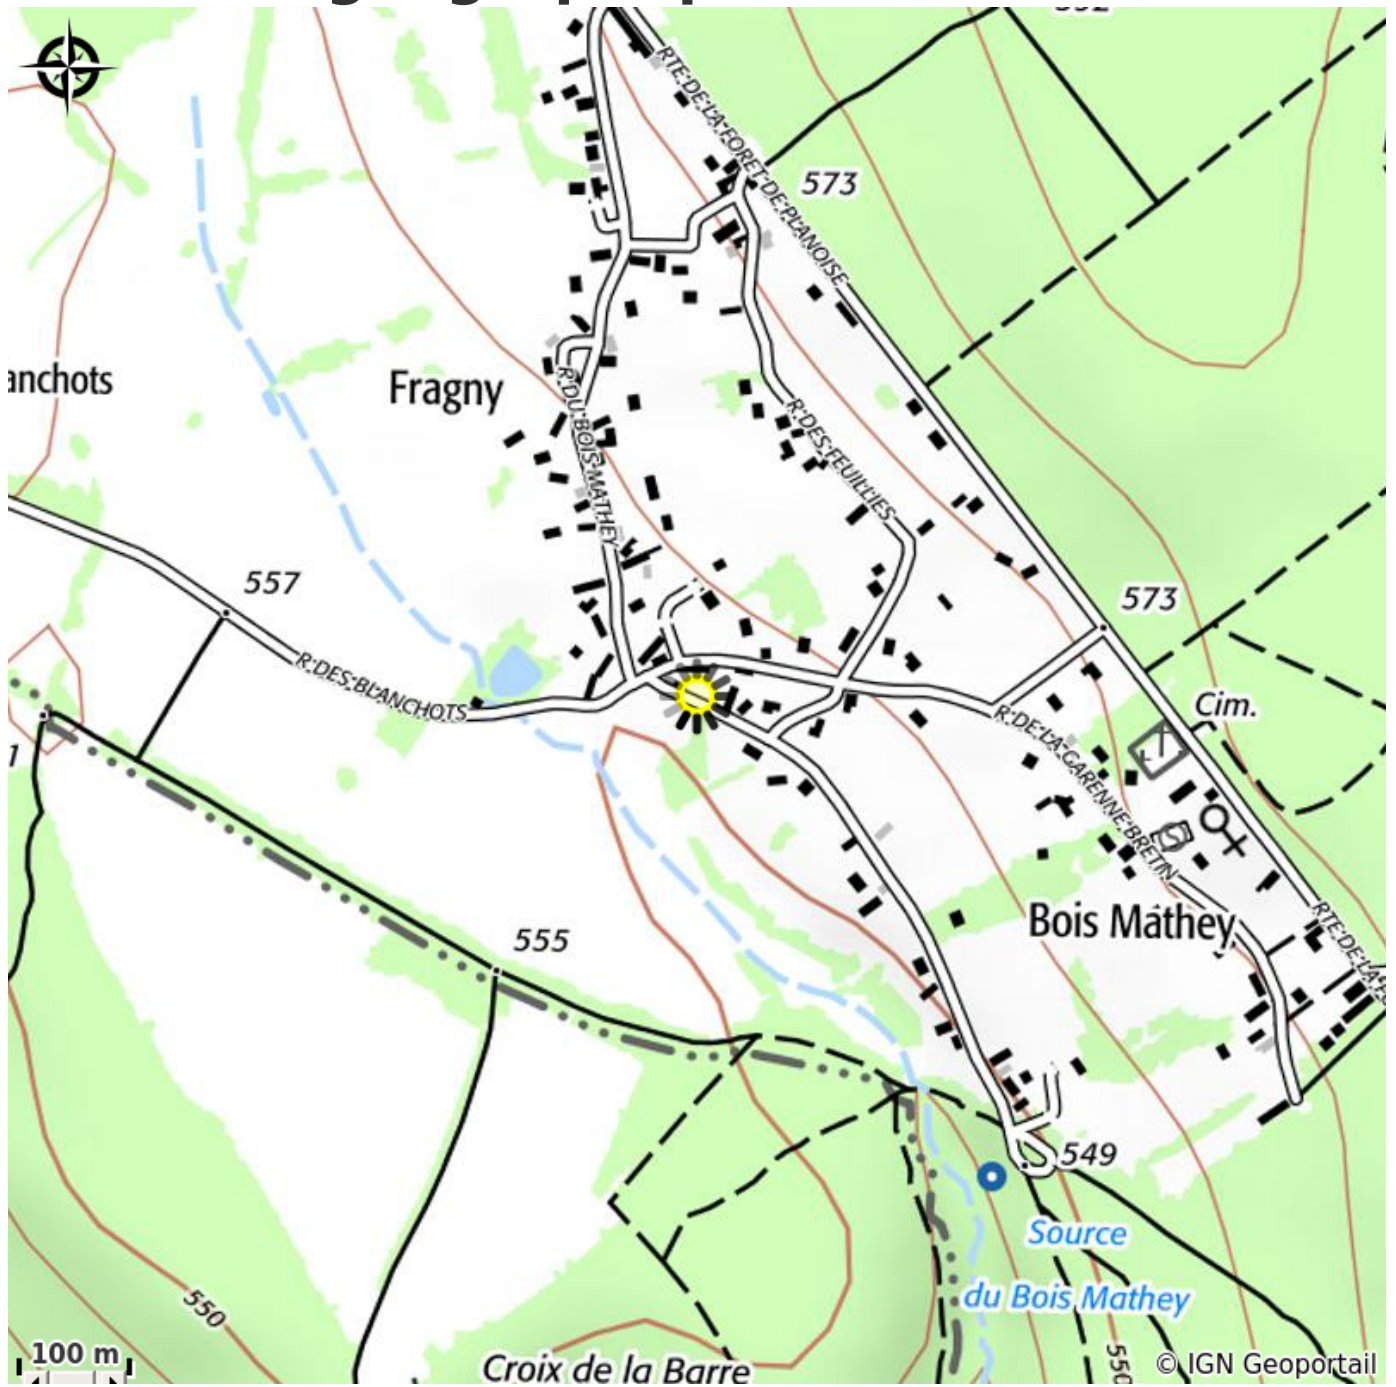 RTE DE LA FORET DE PLANOISE
573
anchots
Fragny
R DU BOIS MATHEY
R DES FEUILLIES
557
573
R DES BLANCHOTS
Cim.
R DE LA GARENNE BRETIN
1
555
Bois Mathey
RTE DE LA
549
Source
du Bois Mathey
550
550
100 m
Croix de la Barre
© IGN Geoportail